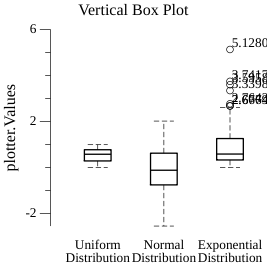 Vertical Box Plot
6
2
-2
plotter.Values
5.1280
Uniform
Distribution
Normal
Distribution
Exponential
Distribution